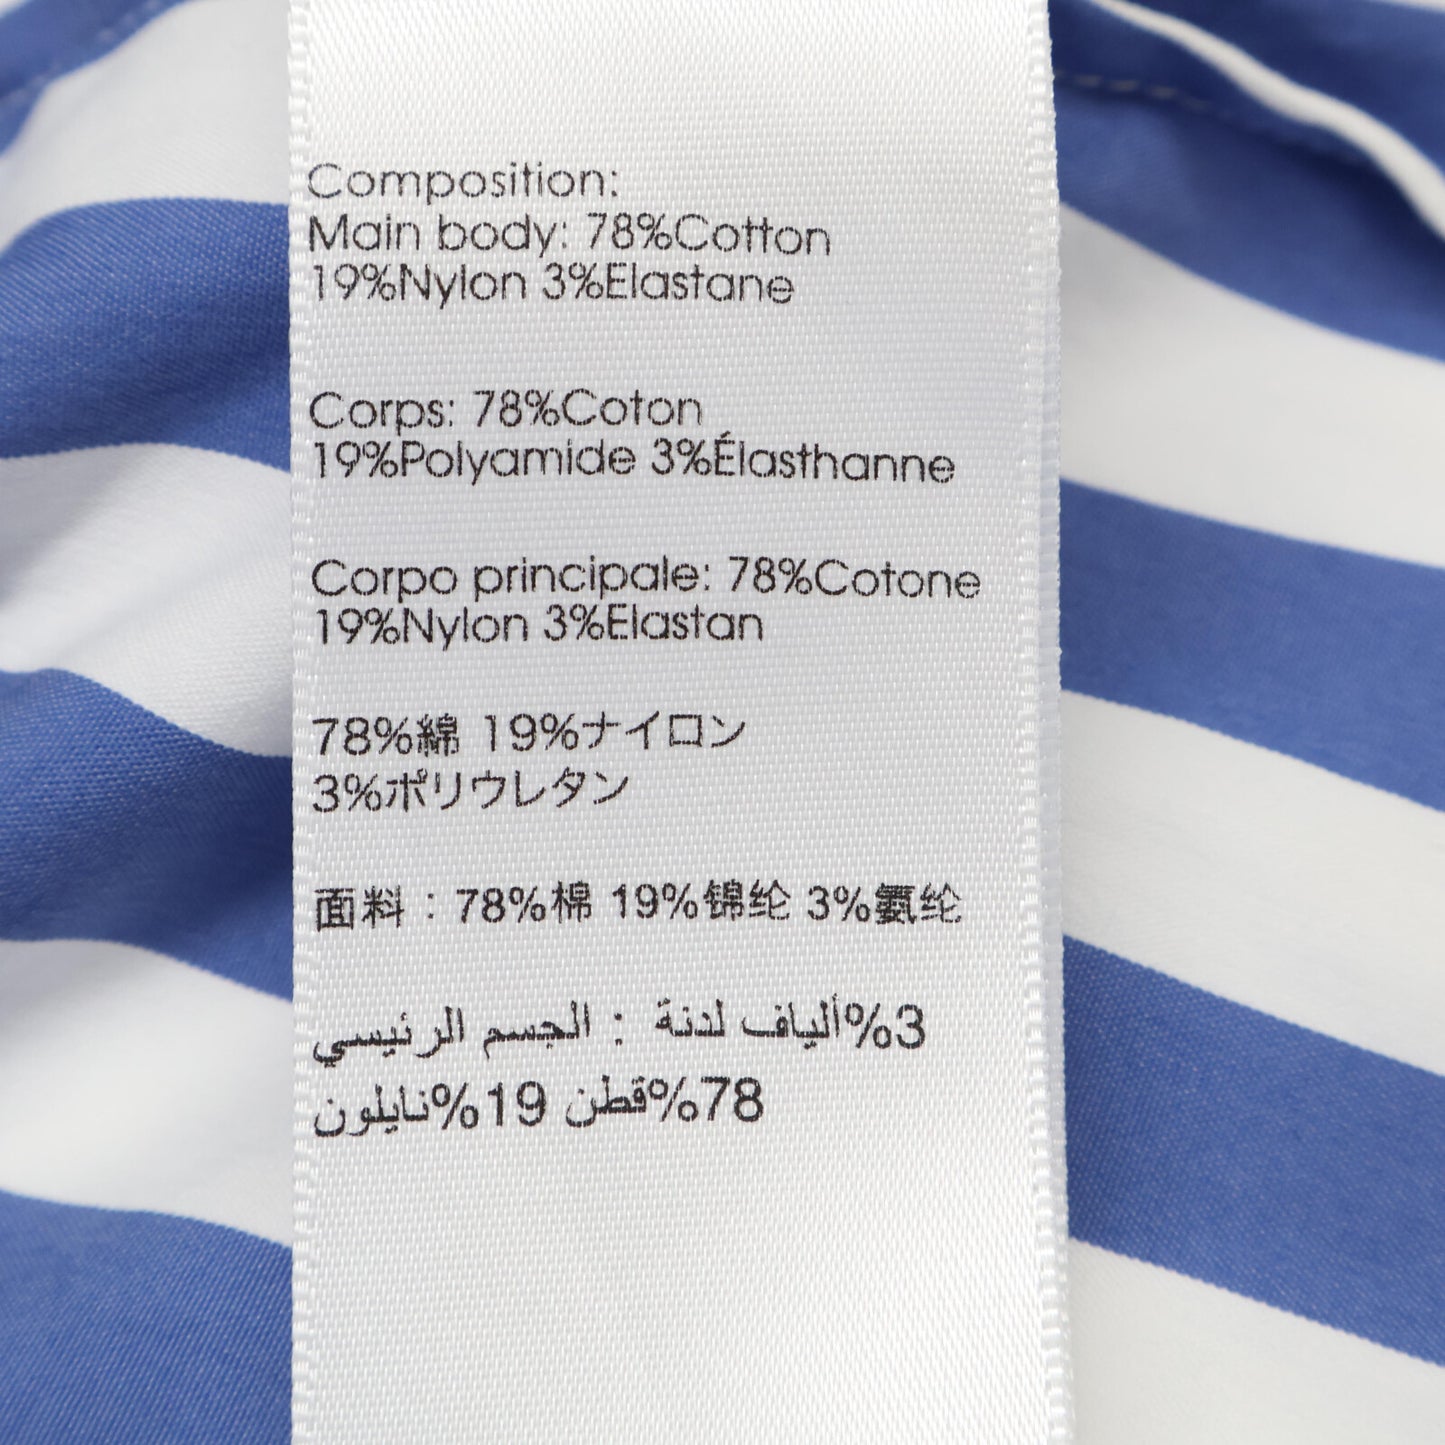 Composition:
Main body: 78%Cotton
19%Nylon 3%Elastane
Corps: 78%Coton
19%Polyamide 3%Élasthanne
Corpo principale: 78%Cotone
19%Nylon 3%Elastan
78%綿 19%ナイロン
3%ポリウレタン
面料：78%棉 19%锦纶 3%氨纶
3%ألياف لدنة : الجسم الرئيسي
78%قطن 19%نايلون